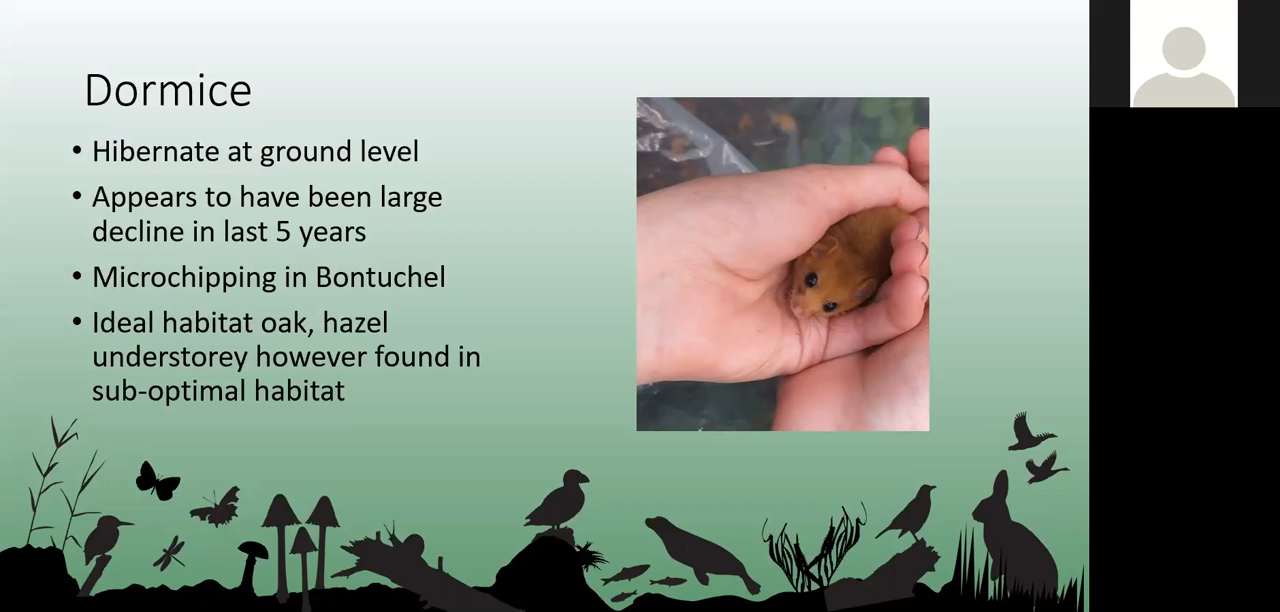 Dormice
• Hibernate at ground level
• Appears to have been large
decline in last 5 years
• Microchipping in Bontuchel
• Ideal habitat oak, hazel
understorey however found in
sub-optimal habitat